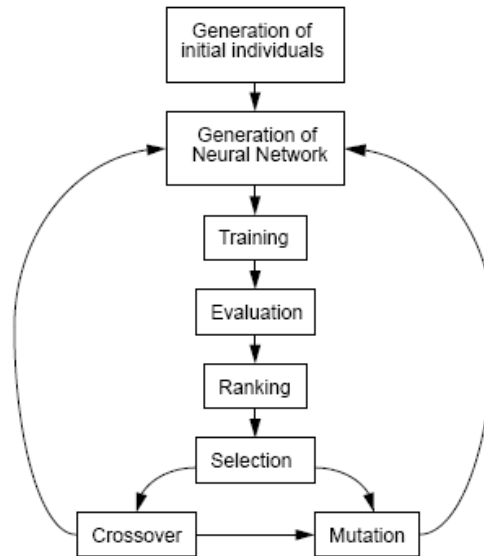 Generation of
initial individuals
Generation of
Neural Network
Training
Evaluation
Ranking
Selection
Crossover
Mutation